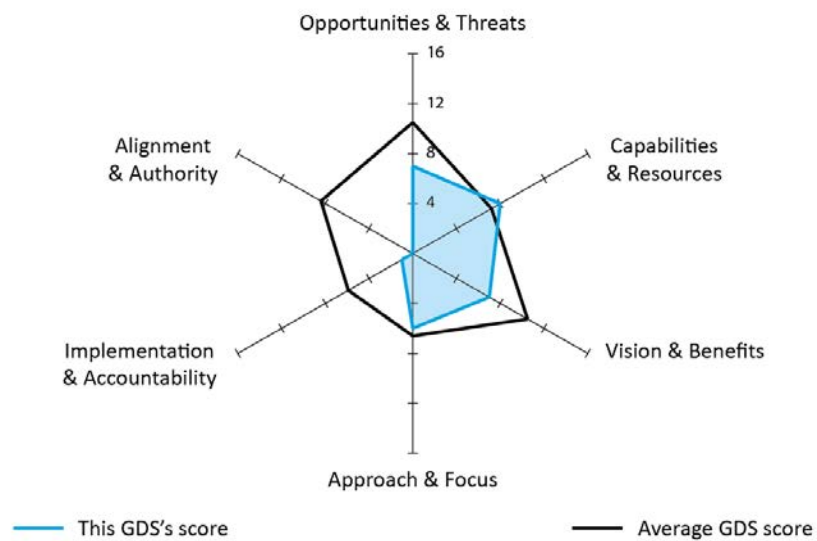 Opportunities & Threats
16
12
8
4
Alignment
& Authority
Capabilities
& Resources
Implementation
& Accountability
Vision & Benefits
Approach & Focus
This GDS's score
Average GDS score